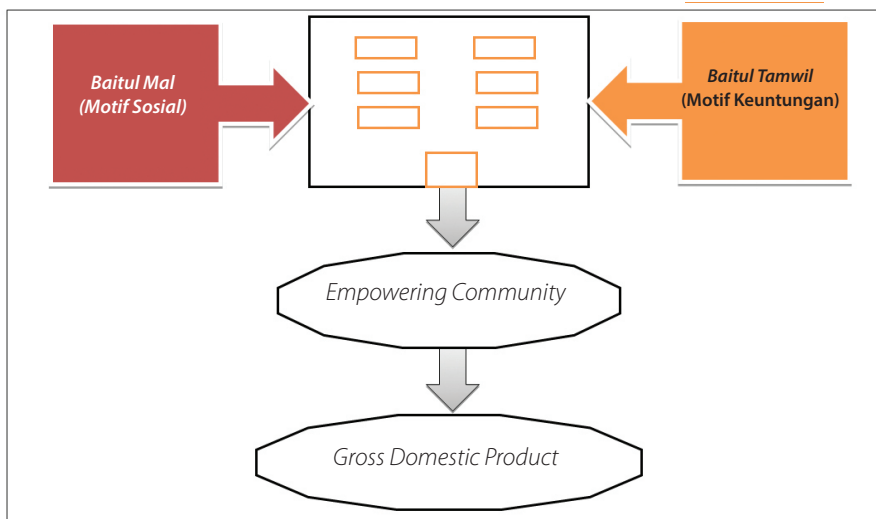 Baitul Mal
(Motif Sosial)
Baitul Tamwil
(Motif Keuntungan)
Empowering Community
Gross Domestic Product